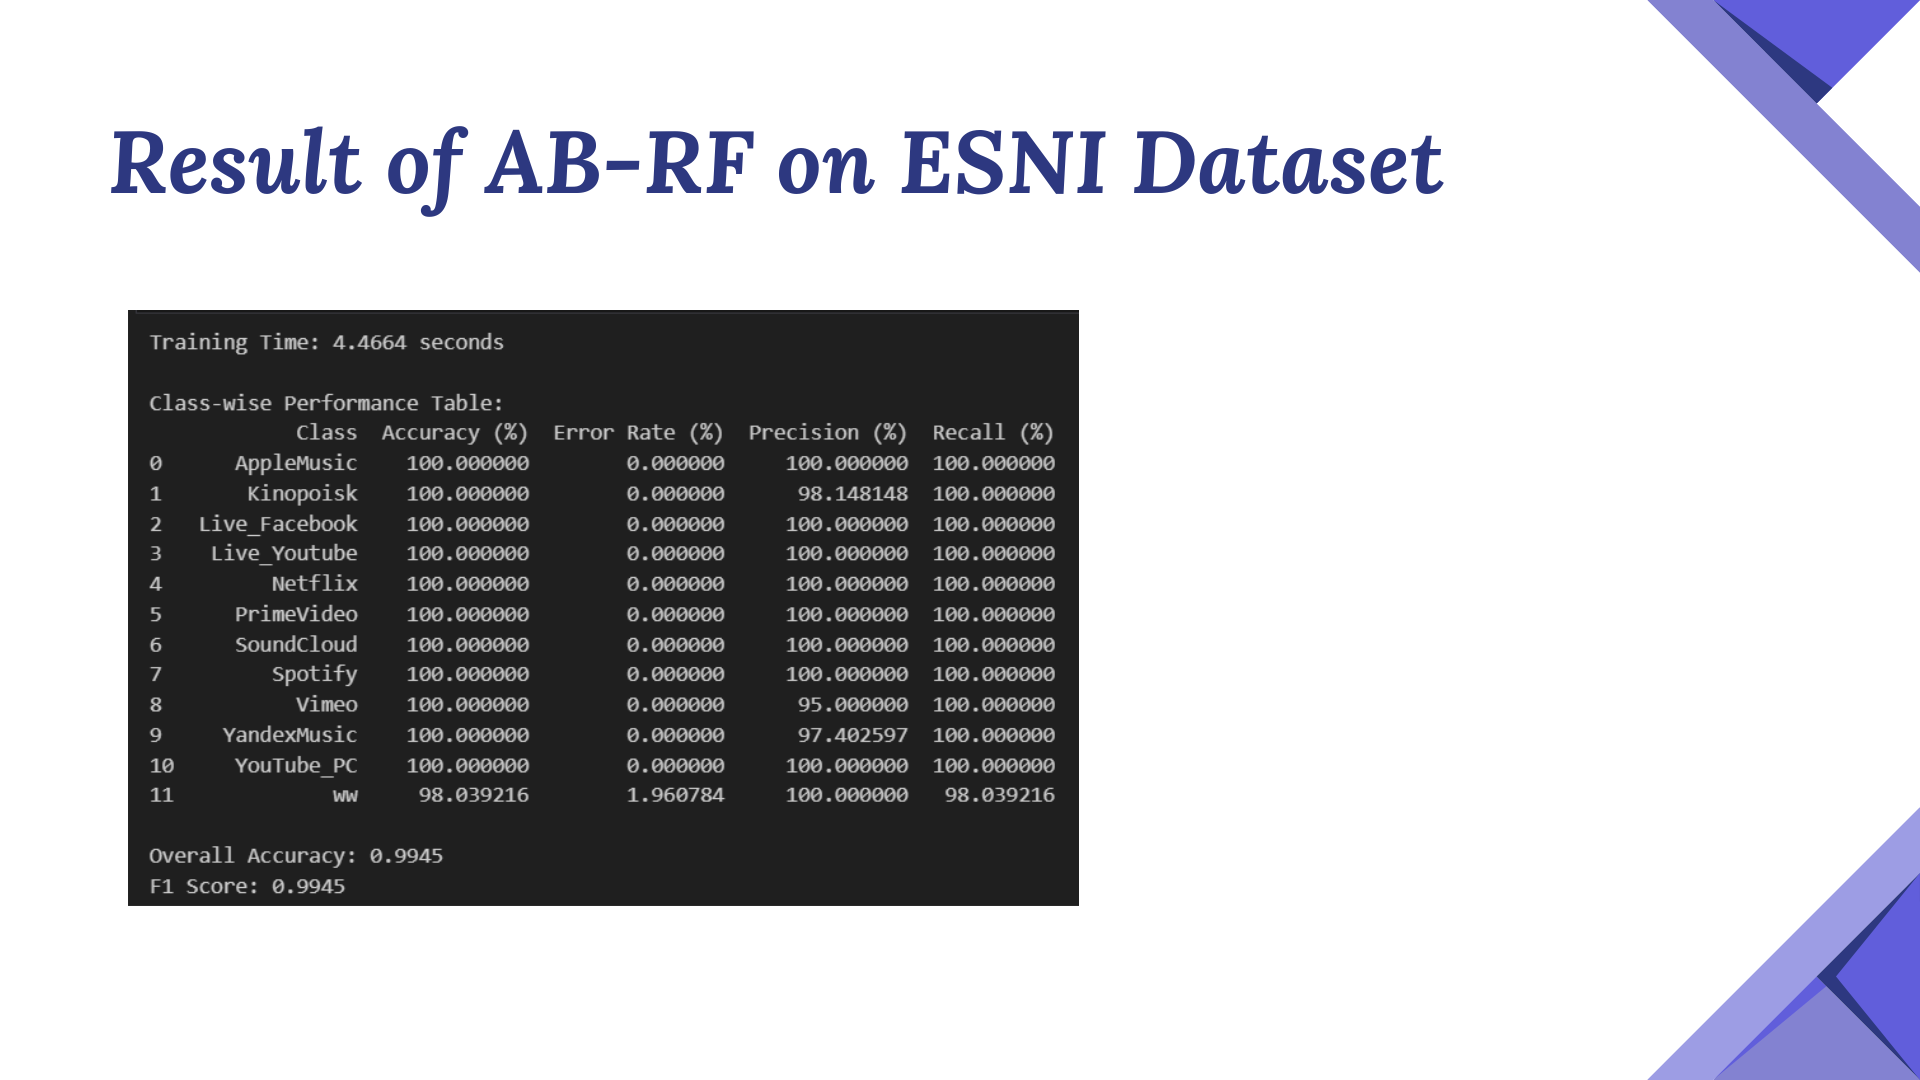 Result of AB-RF on ESNI Dataset
Training Time: 4.4664 seconds
Class-wise Performance Table:
Class Accuracy (%) Error Rate (%) Precision (%) Recall (%)
0 AppleMusic 100.000000 0.000000 100.000000 100.000000
1 Kinopoisk 100.000000 0.000000 98.148148 100.000000
2 Live_Facebook 100.000000 0.000000 100.000000 100.000000
3 Live_Youtube 100.000000 0.000000 100.000000 100.000000
4 Netflix 100.000000 0.000000 100.000000 100.000000
5 PrimeVideo 100.000000 0.000000 100.000000 100.000000
6 SoundCloud 100.000000 0.000000 100.000000 100.000000
7 Spotify 100.000000 0.000000 100.000000 100.000000
8 Vimeo 100.000000 0.000000 95.000000 100.000000
9 YandexMusic 100.000000 0.000000 97.402597 100.000000
10 YouTube_PC 100.000000 0.000000 100.000000 100.000000
11 ww 98.039216 1.960784 100.000000 98.039216
Overall Accuracy: 0.9945
F1 Score: 0.9945